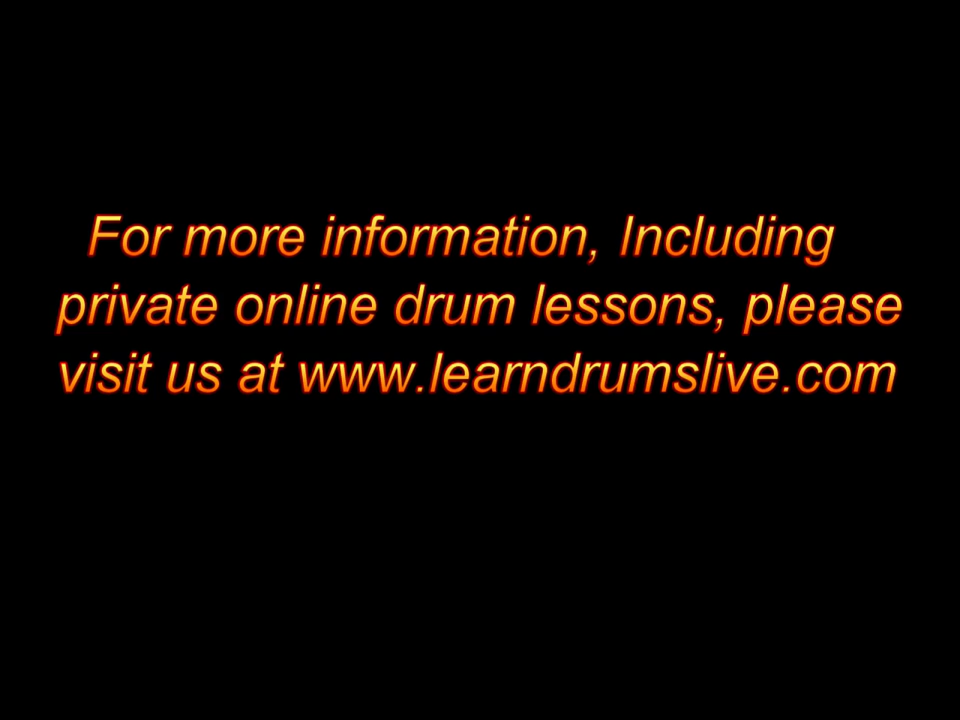 For more information, Including
private online drum lessons, please
visit us at www.learndrumslive.com